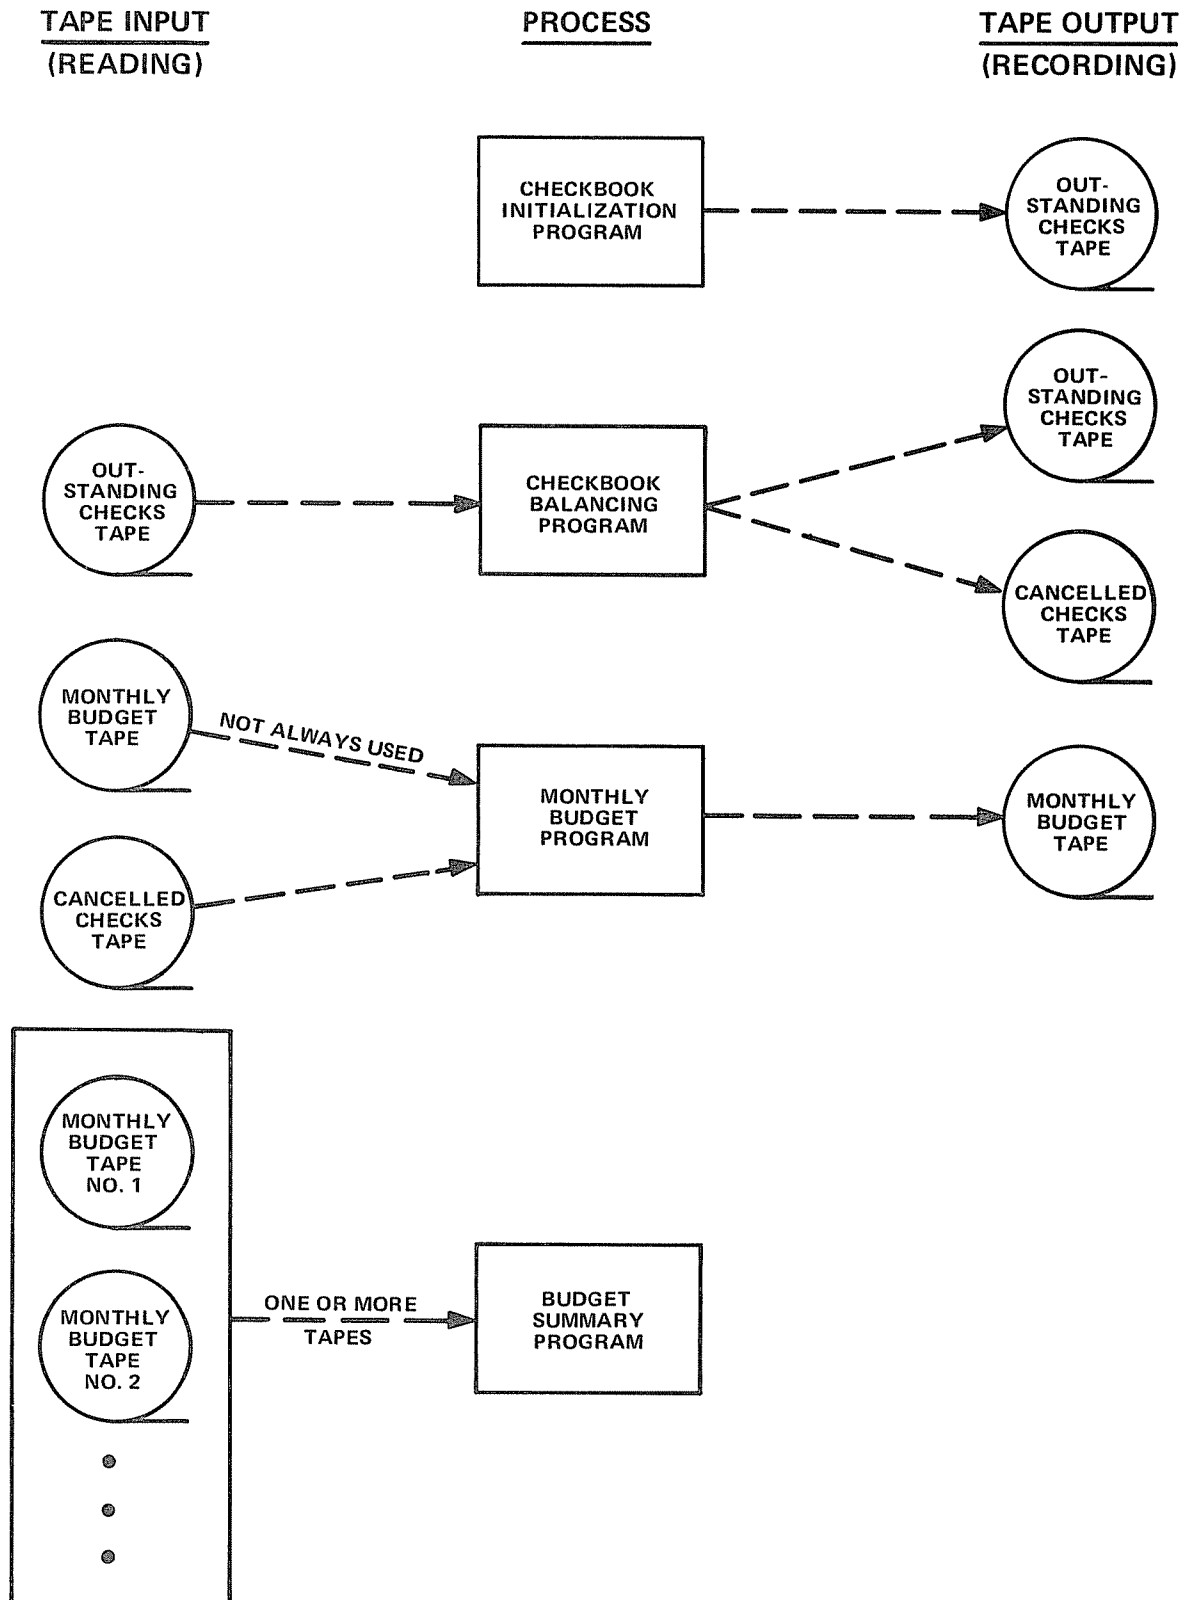 TAPE INPUT
(READING)
PROCESS
TAPE OUTPUT
(RECORDING)
CHECKBOOK
INITIALIZATION
PROGRAM
OUT-
STANDING
CHECKS
TAPE
OUT-
STANDING
CHECKS
TAPE
CHECKBOOK
BALANCING
PROGRAM
OUT-
STANDING
CHECKS
TAPE
CANCELLED
CHECKS
TAPE
MONTHLY
BUDGET
TAPE
NOT ALWAYS USED
CANCELLED
CHECKS
TAPE
MONTHLY
BUDGET
PROGRAM
MONTHLY
BUDGET
TAPE
MONTHLY
BUDGET
TAPE
NO. 1
MONTHLY
BUDGET
TAPE
NO. 2
ONE OR MORE
TAPES
BUDGET
SUMMARY
PROGRAM